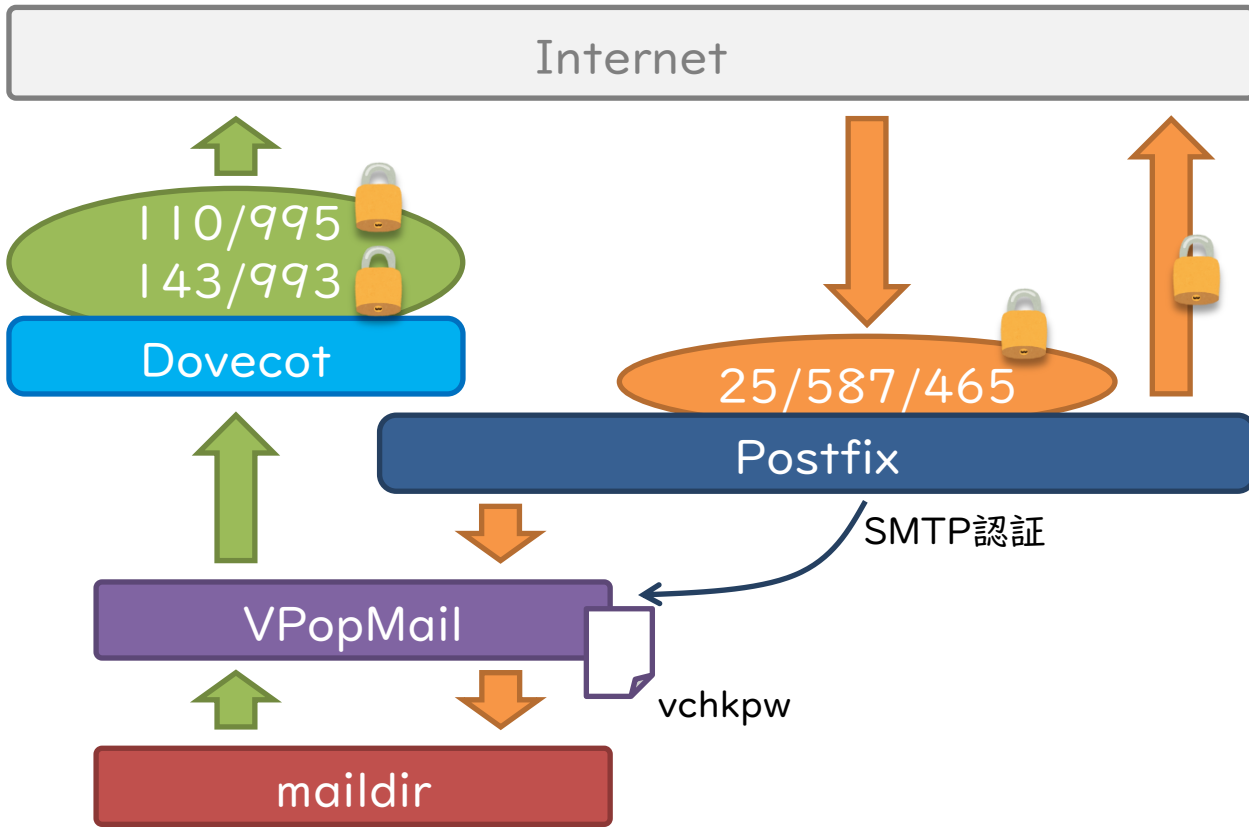 Internet
110/995
143/993
Dovecot
25/587/465
Postfix
SMTP認証
VPopMail
vchkpw
maildir